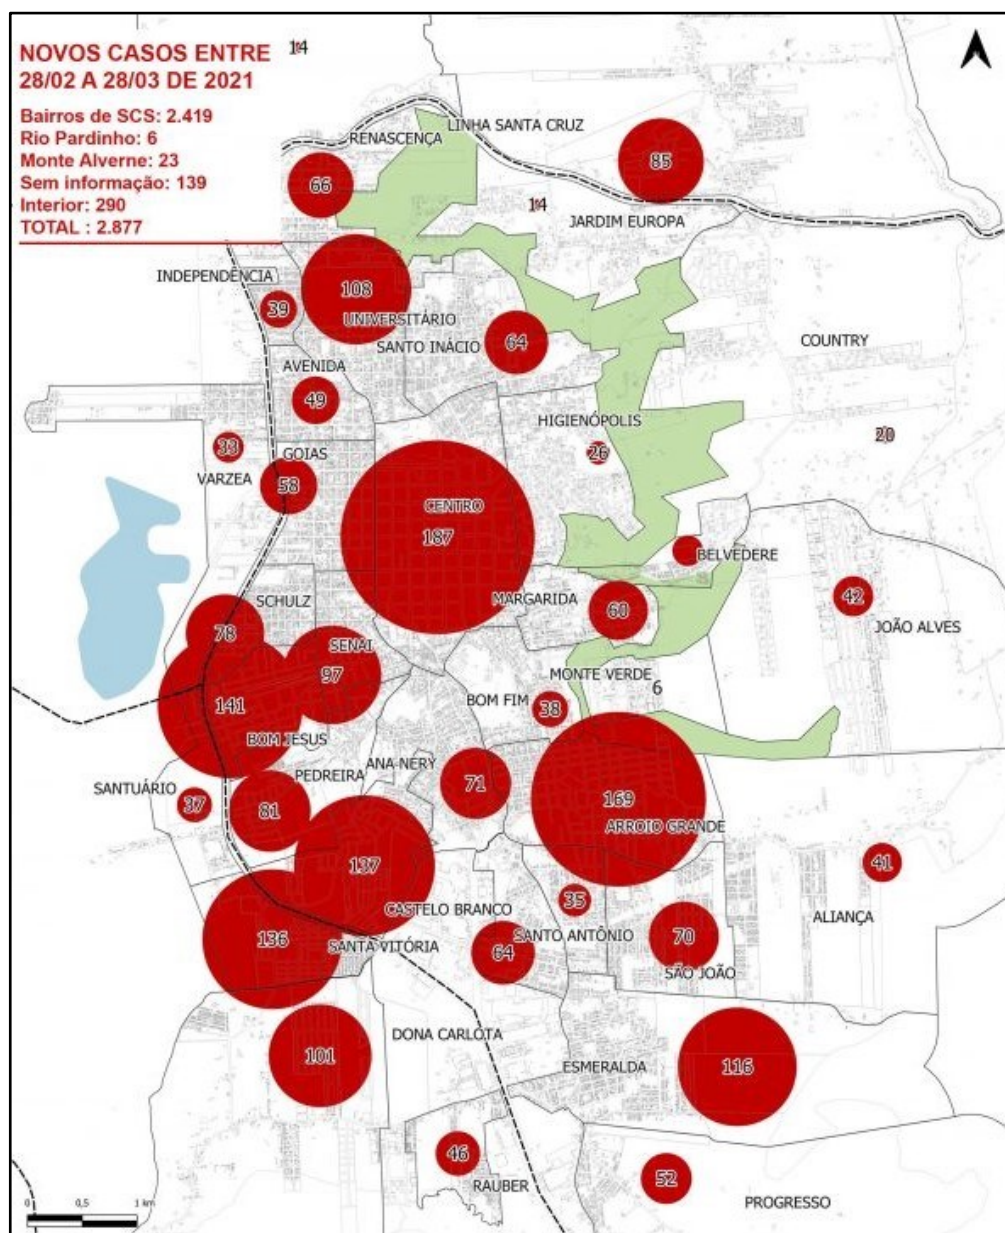 14
NOVOS CASOS ENTRE
28/02 A 28/03 DE 2021
Bairros de SCS: 2.419
Rio Pardinho: 6
Monte Alverne: 23
Sem informação: 139
Interior: 290
TOTAL : 2.877
LINHA SANTA CRUZ
RENASCENÇA
85
66
14
JARDIM EUROPA
INDEPENDÊNCIA
108
39
UNIVERSITÁRIO
SANTO INÁCIO
64
COUNTRY
AVENIDA
49
HIGIENÓPOLIS
20
33
GOIAS
26
VARZEA
58
CENTRO
187
BELVEDERE
SCHULZ
MARGARIDA
60
42
JOÃO ALVES
78
SENAI
97
MONTE VERDE
6
141
BOM FIM
38
BOM JESUS
ANA NERY
PEDREIRA
71
SANTUÁRIO
37
81
169
ARROIO GRANDE
137
41
35
CASTELO BRANCO
ALIANÇA
136
SANTA VITÓRIA
64
SANTO ANTÔNIO
70
SÃO JOÃO
DONA CARLOTA
101
ESMERALDA
116
46
RAUBER
52
PROGRESSO
0 0,5 1 km